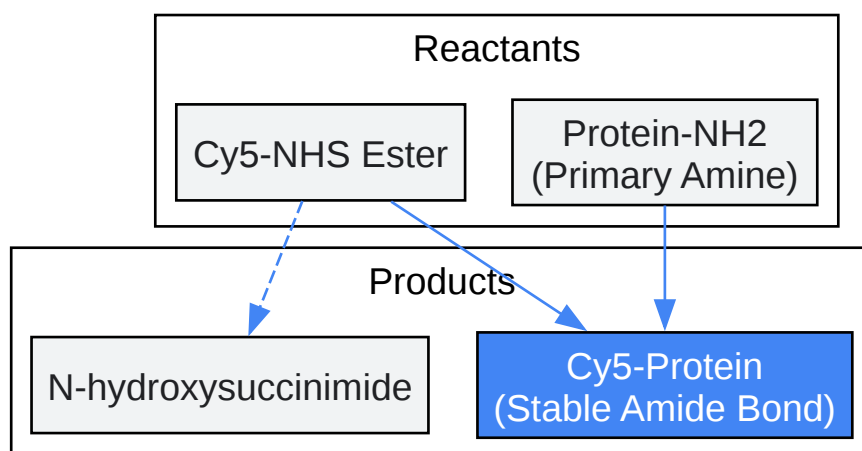 Reactants
Cy5-NHS Ester
Protein-NH2
(Primary Amine)
Products
N-hydroxysuccinimide
Cy5-Protein
(Stable Amide Bond)